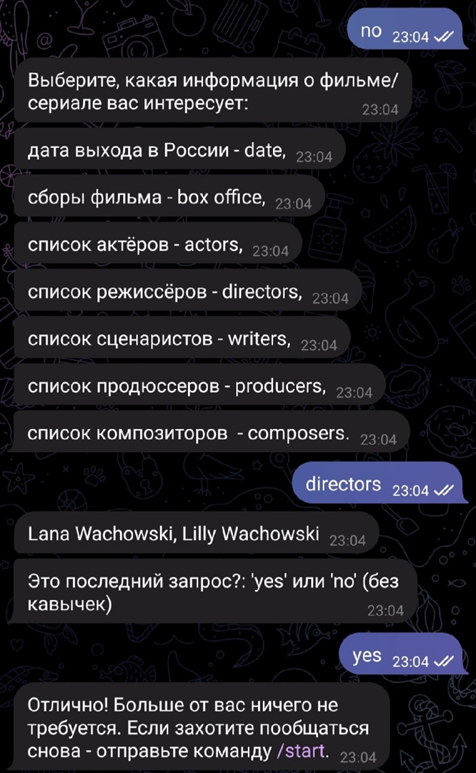 no 23:04
Выберите, какая информация о фильме/
сериале вас интересует:
23:04
дата выхода в России - date, 23:04
сборы фильма - box office, 23:04
список актёров - actors, 23:04
список режиссёров - directors, 23:04
список сценаристов - writers, 23:04
список продюссеров - producers, 23:04
список композиторов - composers. 23:04
directors 23:04
Lana Wachowski, Lilly Wachowski 23:04
Это последний запрос?: 'yes' или 'no' (без
кавычек) 23:04
yes 23:04
Отлично! Больше от вас ничего не
требуется. Если захотите пообщаться
снова - отправьте команду /start. 23:04